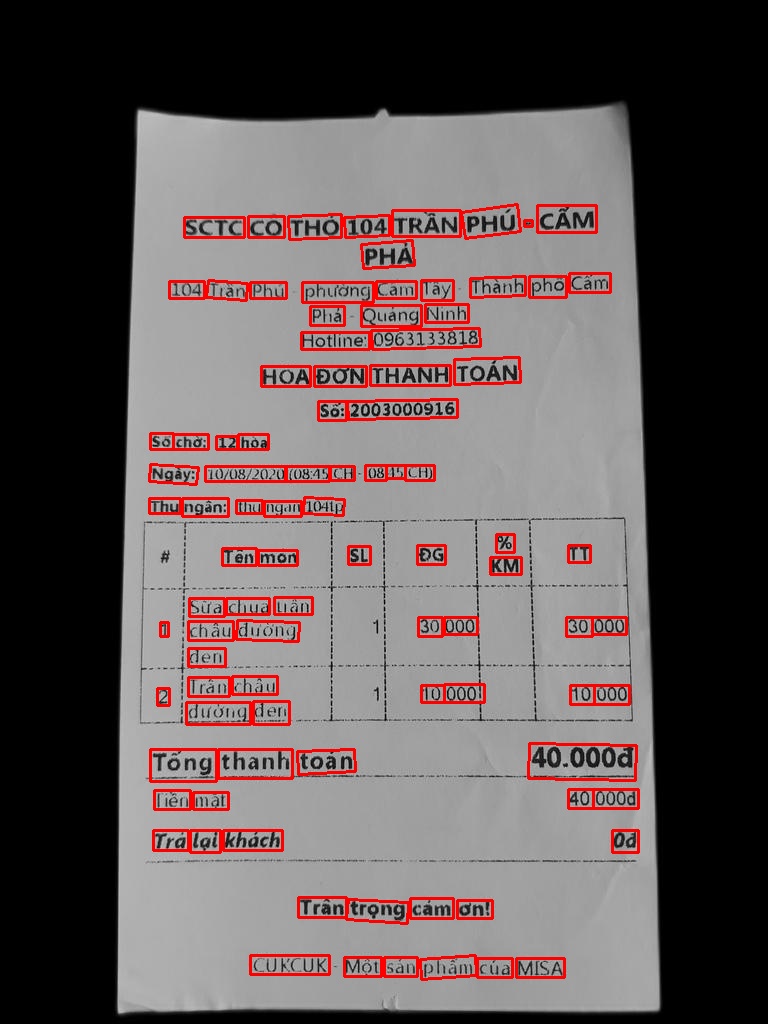 SCTC CÔ THỎ 104 TRẦN PHÚ - CẨM
PHẢ
104 Trần Phú - phường Cẩm Tây - Thành phố Cẩm
Phả - Quảng Ninh
Hotline: 0963133818
HOA ĐƠN THANH TOÁN
Số: 2003000916
Số chờ: 12 hòa
Ngày: 10/08/2020 (08:45 CH - 08:45 CH)
Thu ngân: thu ngan 104tp
# Tên món SL ĐG % KM TT
1 Sữa chua trân châu đường đen 1 30.000 30.000
2 Trân châu đường đen 1 10.000 10.000
Tổng thanh toán 40.000đ
Tiền mặt 40.000đ
Trả lại khách 0đ
Trân trọng cám ơn!
CUKCUK - Một sản phẩm của MISA